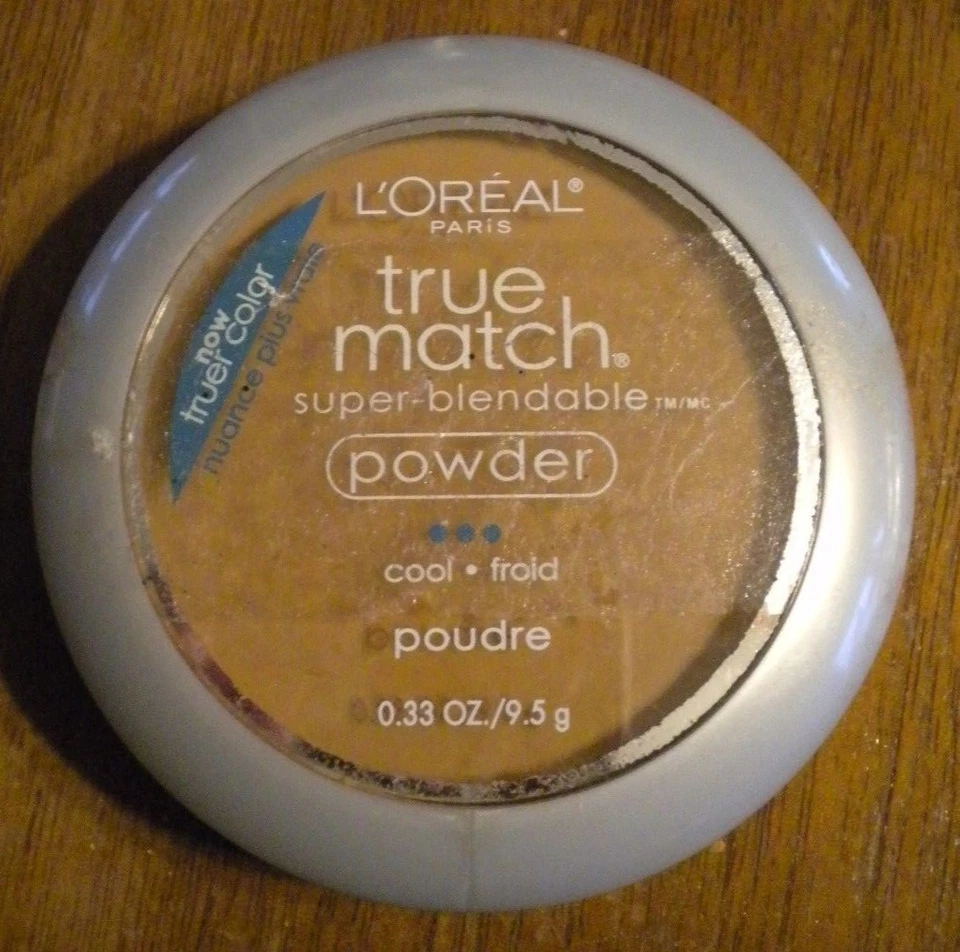 L'ORÉAL®
PARIS
now
truer color
nuance plus vraie
true
match®
super-blendable TM/MC
powder
cool • froid
poudre
0.33 OZ./9.5 g